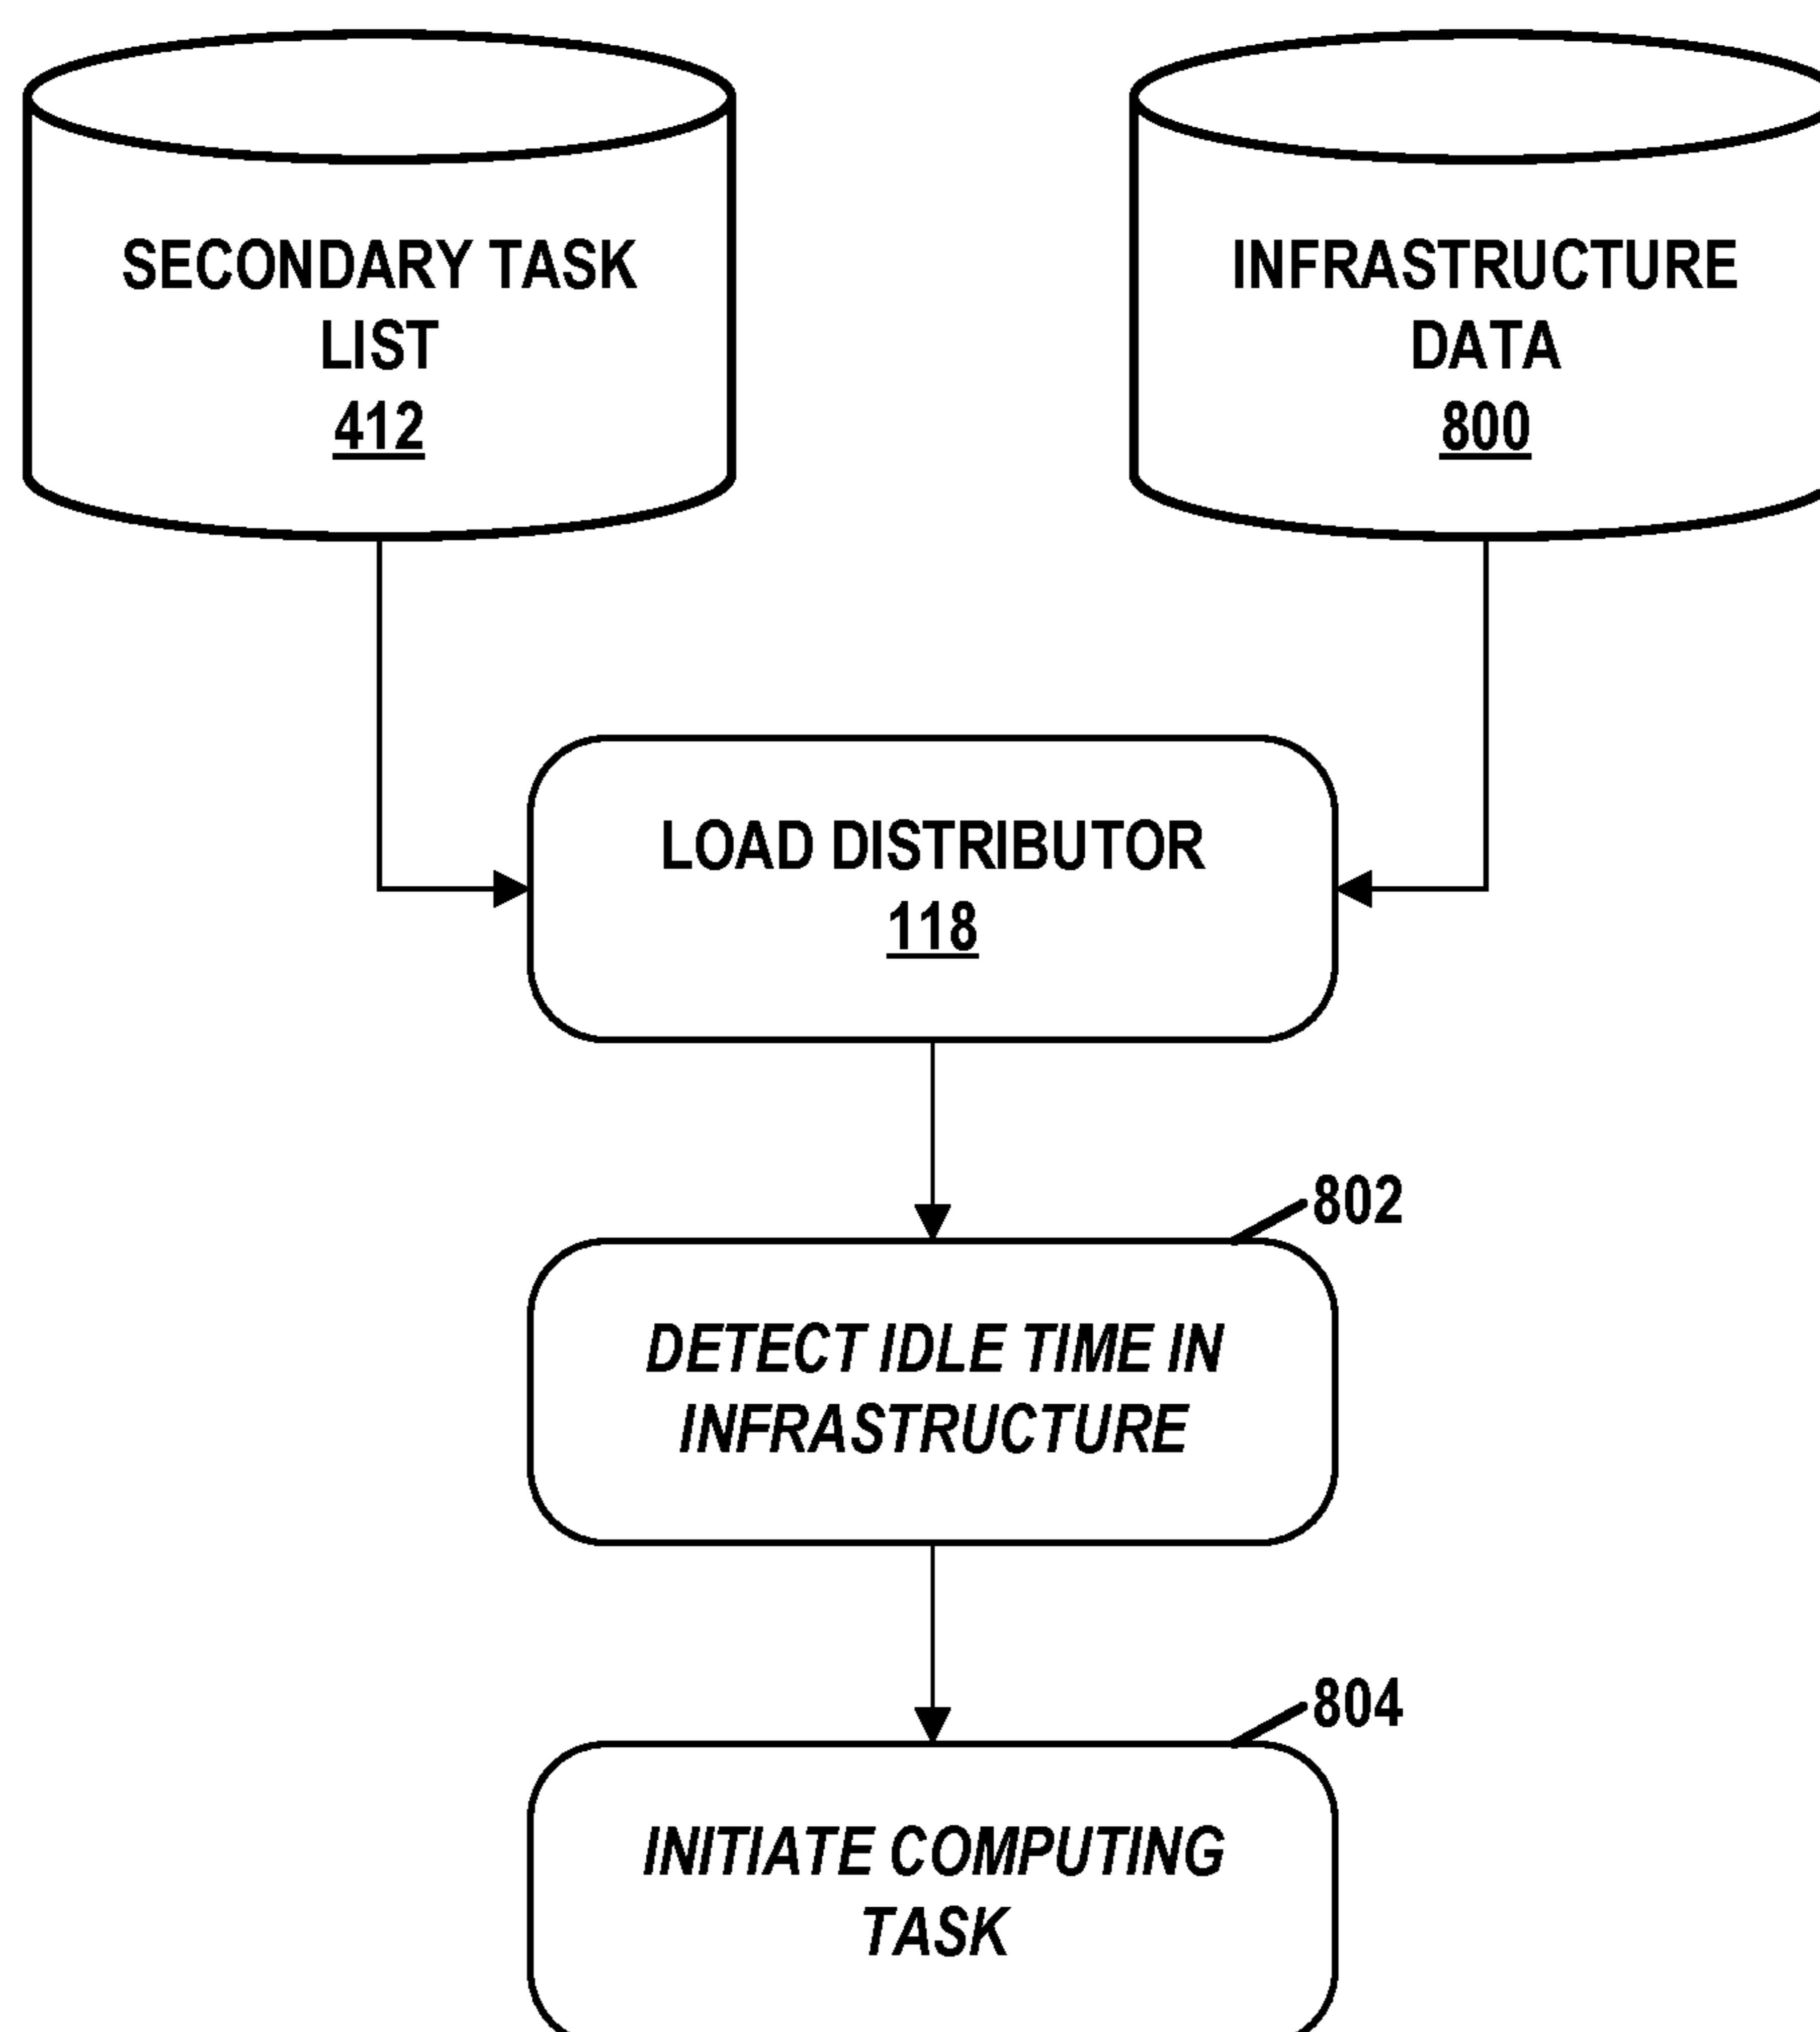 SECONDARY TASK
LIST
412
INFRASTRUCTURE
DATA
800
LOAD DISTRIBUTOR
118
802
DETECT IDLE TIME IN
INFRASTRUCTURE
804
INITIATE COMPUTING
TASK